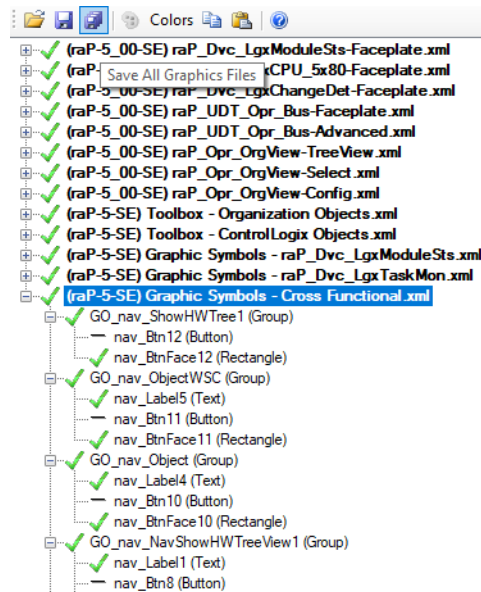 Colors
(raP-5_00-SE) raP_Dvc_LgxModuleSts-Faceplate.xml
(raP- xCPU_5x80-Faceplate.xml
Save All Graphics Files
(raP-5_00-SE) raP_Dvc_LgxChangeDet-Faceplate.xml
(raP-5_00-SE) raP_UDT_Opr_Bus-Faceplate.xml
(raP-5_00-SE) raP_UDT_Opr_Bus-Advanced.xml
(raP-5_00-SE) raP_Opr_OrgView-TreeView.xml
(raP-5_00-SE) raP_Opr_OrgView-Select.xml
(raP-5_00-SE) raP_Opr_OrgView-Config.xml
(raP-5-SE) Toolbox - Organization Objects.xml
(raP-5-SE) Toolbox - ControlLogix Objects.xml
(raP-5-SE) Graphic Symbols - raP_Dvc_LgxModuleSts.xml
(raP-5-SE) Graphic Symbols - raP_Dvc_LgxTaskMon.xml
(raP-5-SE) Graphic Symbols - Cross Functional.xml
GO_nav_ShowHWTree1 (Group)
nav_Btn12 (Button)
nav_BtnFace12 (Rectangle)
GO_nav_ObjectWSC (Group)
nav_Label5 (Text)
nav_Btn11 (Button)
nav_BtnFace11 (Rectangle)
GO_nav_Object (Group)
nav_Label4 (Text)
nav_Btn10 (Button)
nav_BtnFace10 (Rectangle)
GO_nav_NavShowHWTreeView1 (Group)
nav_Label1 (Text)
nav_Btn8 (Button)